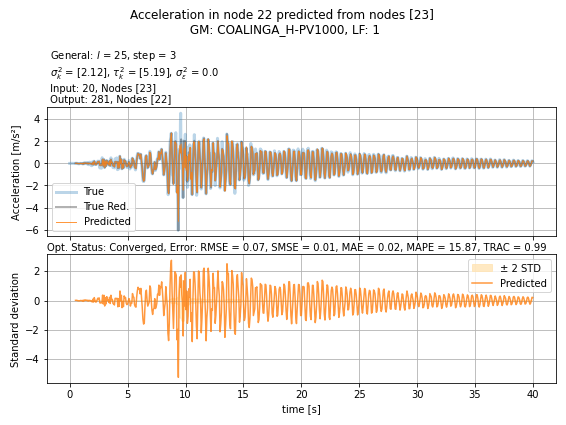 Acceleration in node 22 predicted from nodes [23]
GM: COALINGA_H-PV1000, LF: 1
General: l = 25, step = 3
σ²ₖ = [2.12], τ²ₖ = [5.19], σ²ε = 0.0
Input: 20, Nodes [23]
Output: 281, Nodes [22]
Acceleration [m/s²]
4
2
0
−2
−4
−6
True
True Red.
Predicted
Opt. Status: Converged, Error: RMSE = 0.07, SMSE = 0.01, MAE = 0.02, MAPE = 15.87, TRAC = 0.99
Standard deviation
2
0
−2
−4
± 2 STD
Predicted
0 5 10 15 20 25 30 35 40
time [s]